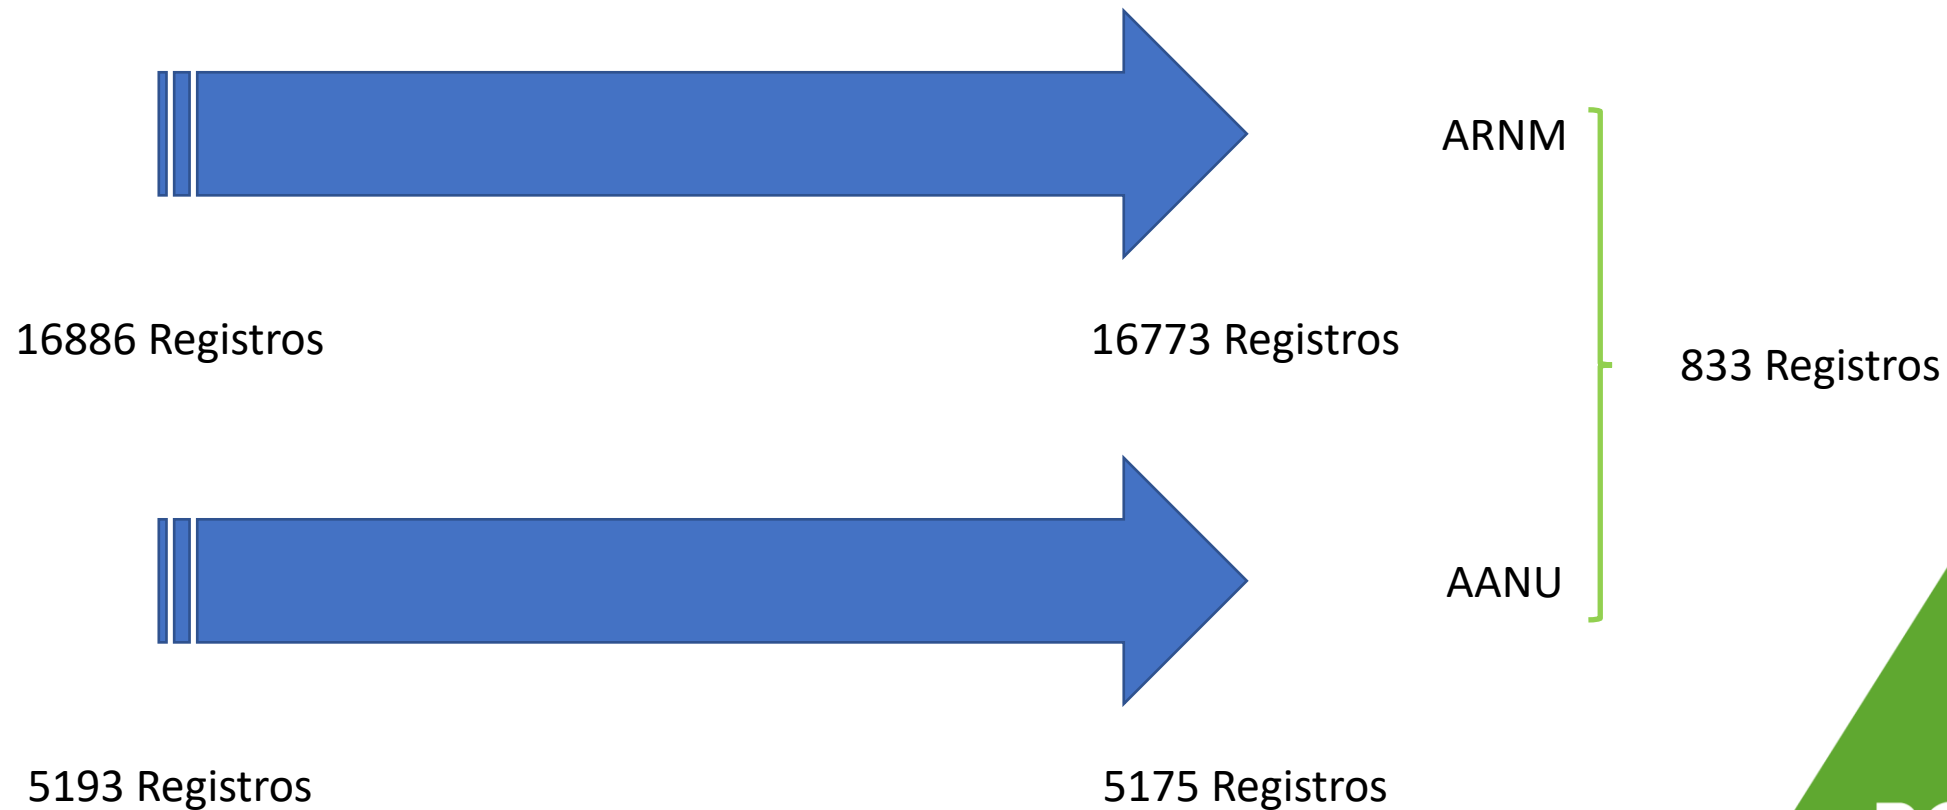 ARNM
16886 Registros
16773 Registros
833 Registros
AANU
5193 Registros
5175 Registros